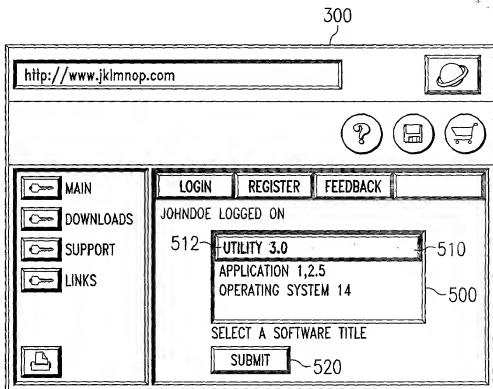 300
http://www.jklmnop.com
?
MAIN
DOWNLOADS
SUPPORT
LINKS
LOGIN REGISTER FEEDBACK
JOHNDOE LOGGED ON
512 UTILITY 3.0 510
APPLICATION 1,2.5
OPERATING SYSTEM 14
500
SELECT A SOFTWARE TITLE
SUBMIT 520